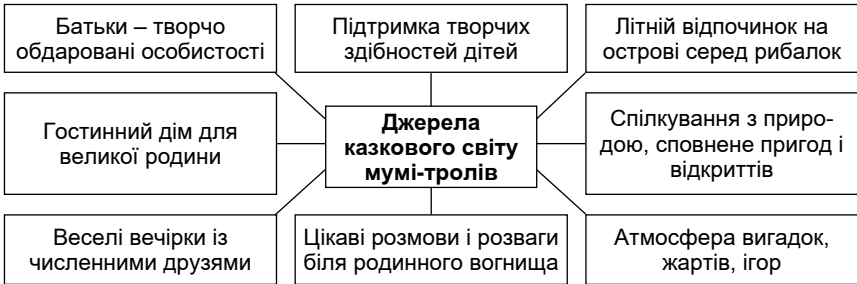 Батьки – творчо
обдаровані особистості
Підтримка творчих
здібностей дітей
Літній відпочинок на
острові серед рибалок
Гостинний дім для
великої родини
Джерела
казкового світу
мумі-тролів
Спілкування з приро-
дою, сповнене пригод і
відкриттів
Веселі вечірки із
численними друзями
Цікаві розмови і розваги
біля родинного вогнища
Атмосфера вигадок,
жартів, ігор